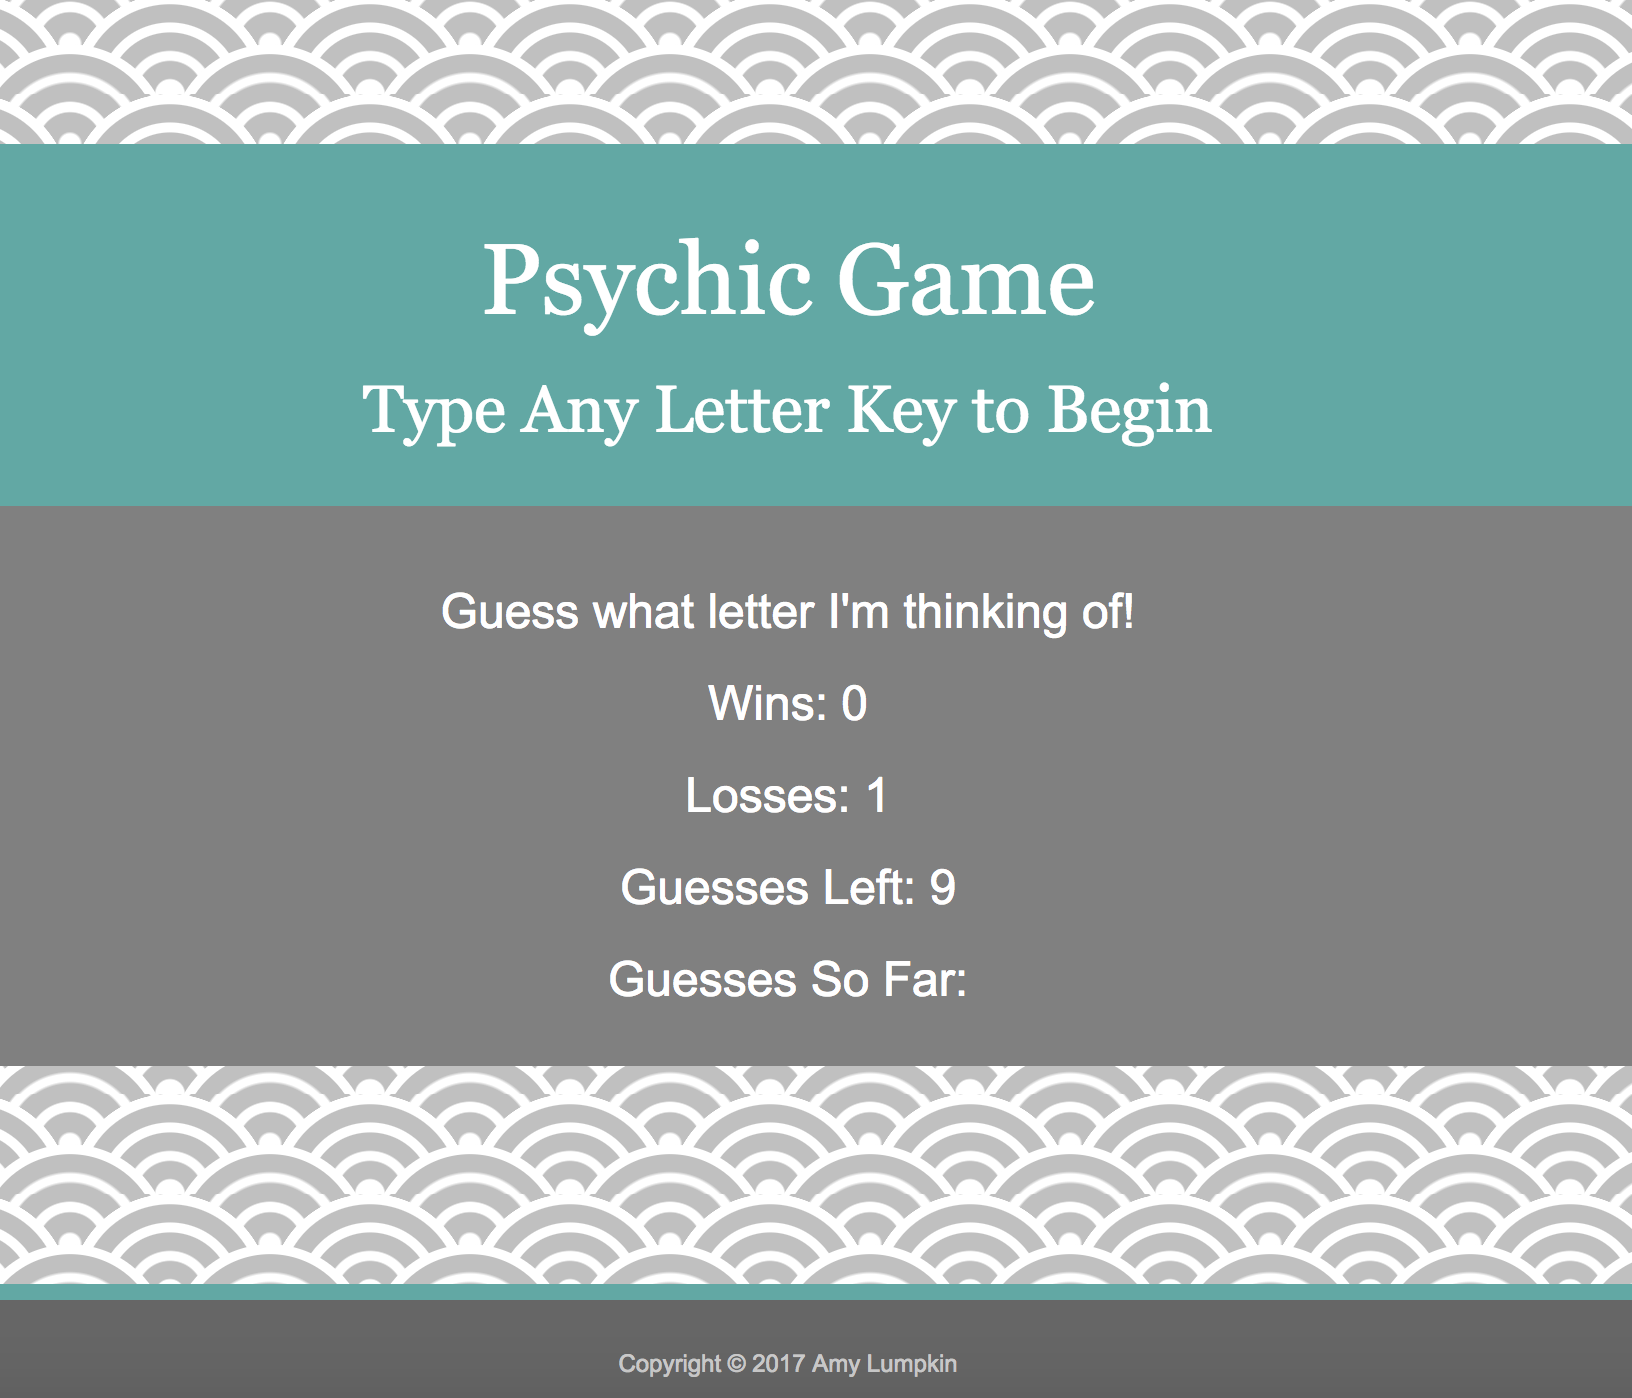 Psychic Game
Type Any Letter Key to Begin
Guess what letter I'm thinking of!
Wins: 0
Losses: 1
Guesses Left: 9
Guesses So Far:
Copyright © 2017 Amy Lumpkin